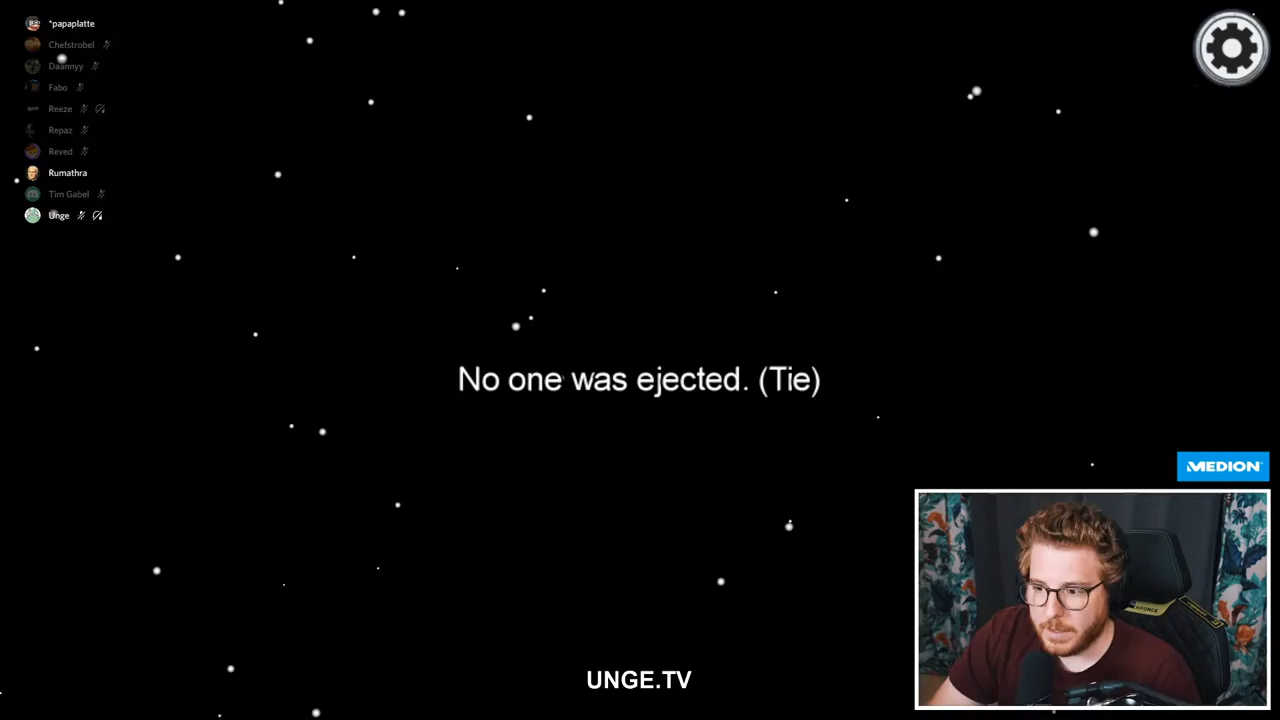 *papaplatte
Chefstrobel
Daannyy
Fabo
Reeze
Repaz
Reved
Rumathra
Tim Gabel
Unge
No one was ejected. (Tie)
MEDION
UNGE.TV